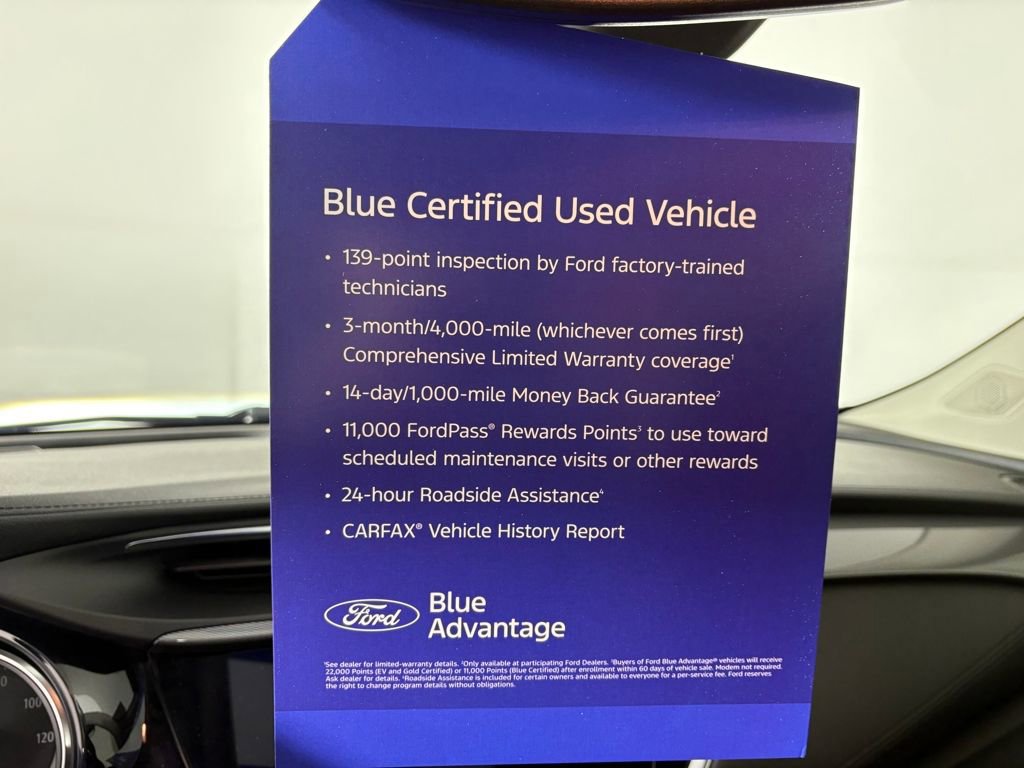 Blue Certified Used Vehicle
• 139-point inspection by Ford factory-trained
technicians
• 3-month/4,000-mile (whichever comes first)
Comprehensive Limited Warranty coverage¹
• 14-day/1,000-mile Money Back Guarantee²
• 11,000 FordPass® Rewards Points³ to use toward
scheduled maintenance visits or other rewards
• 24-hour Roadside Assistance⁴
• CARFAX® Vehicle History Report
Ford
Blue
Advantage
¹See dealer for limited-warranty details. ²Only available at participating Ford Dealers. ³Buyers of Ford Blue Advantage® vehicles will receive
22,000 Points (EV and Gold Certified) or 11,000 Points (Blue Certified) after enrollment within 60 days of vehicle sale. Modem not required.
Ask dealer for details. ⁴Roadside Assistance is included for certain owners and available to everyone for a per-service fee. Ford reserves
the right to change program details without obligations.
100
120